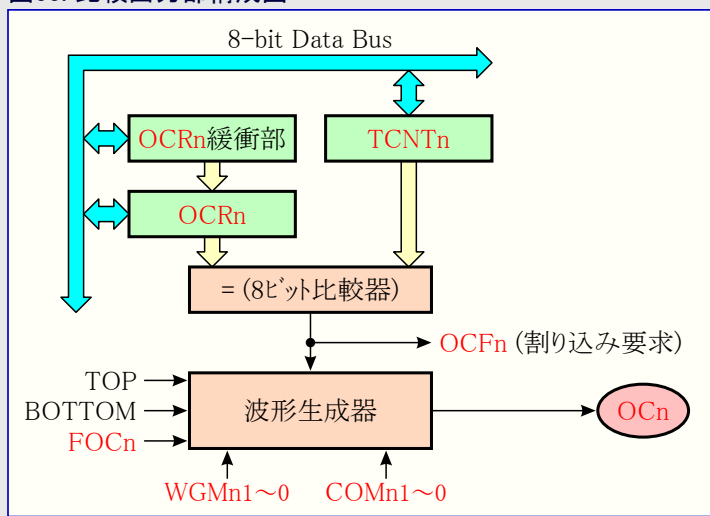 8-bit Data Bus
OCRn緩衝部
TCNTn
OCRn
= (8ビット比較器)
OCFn (割り込み要求)
TOP
BOTTOM
FOCn
波形生成器
OCn
WGMn1～0
COMn1～0